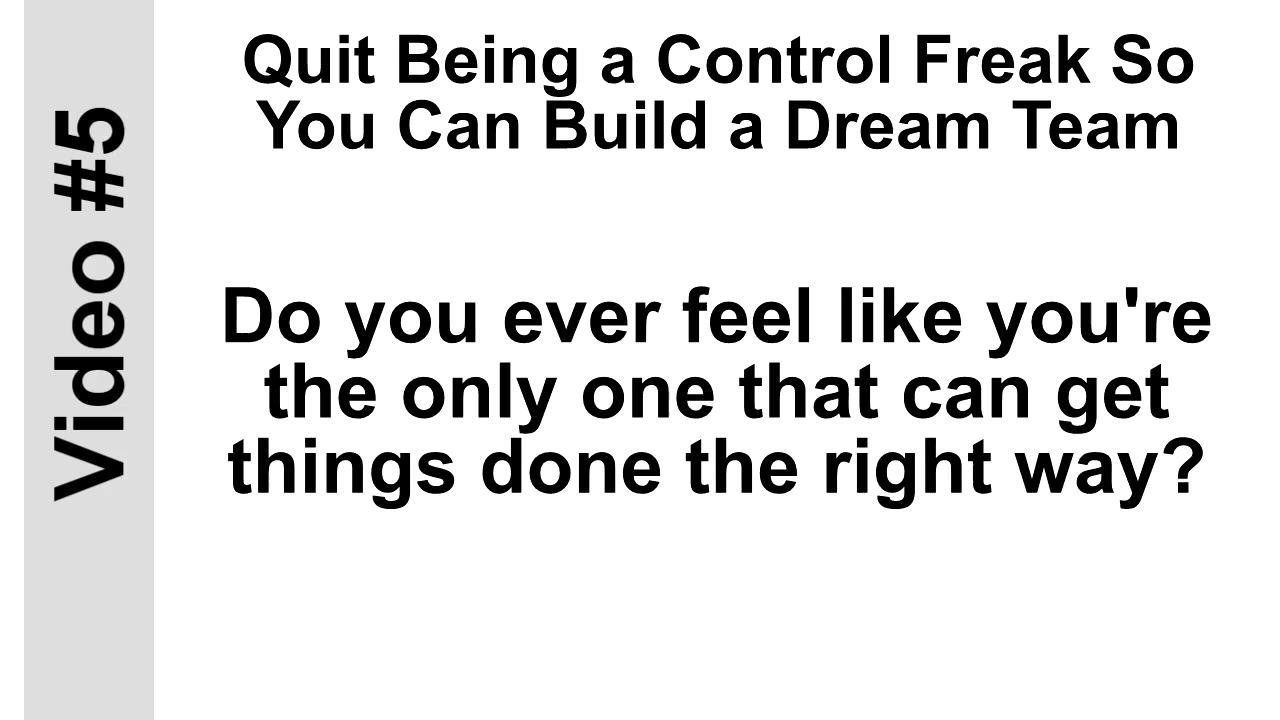 Video #5
Quit Being a Control Freak So
You Can Build a Dream Team
Do you ever feel like you're
the only one that can get
things done the right way?